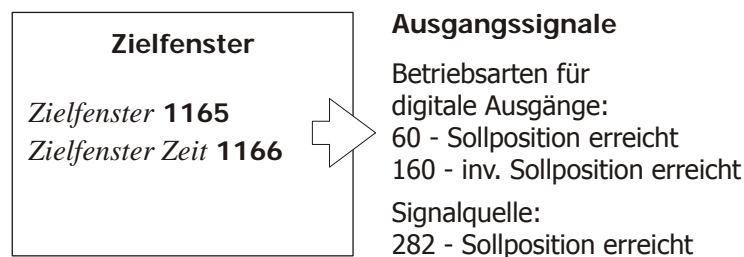 Zielfenster
Zielfenster 1165
Zielfenster Zeit 1166
Ausgangssignale
Betriebsarten für
digitale Ausgänge:
60 - Sollposition erreicht
160 - inv. Sollposition erreicht
Signalquelle:
282 - Sollposition erreicht